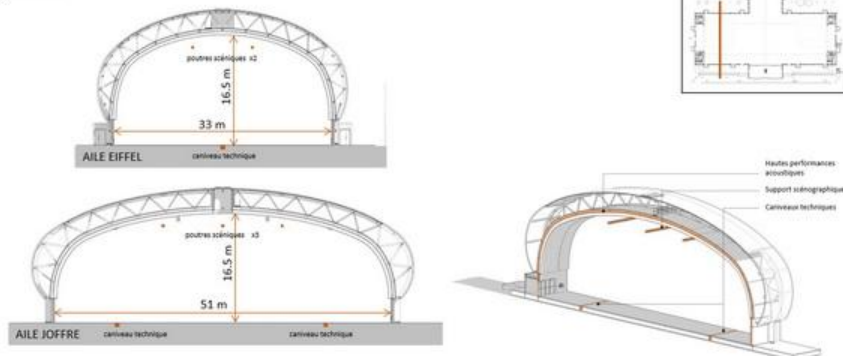 poutres scéniques x2
16.5 m
33 m
AILE EIFFEL
caniveau technique
poutres scéniques x3
16.5 m
51 m
AILE JOFFRE
caniveau technique
caniveau technique
Hautes performances
acoustiques
Support scénographique
Caniveaux techniques